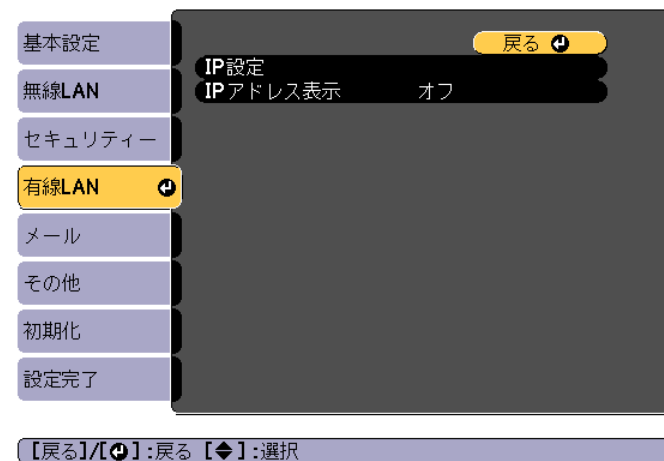 基本設定
無線LAN
セキュリティー
有線LAN
メール
その他
初期化
設定完了
戻る
IP設定
IPアドレス表示 オフ
[戻る]/[⏎]:戻る [◆]:選択